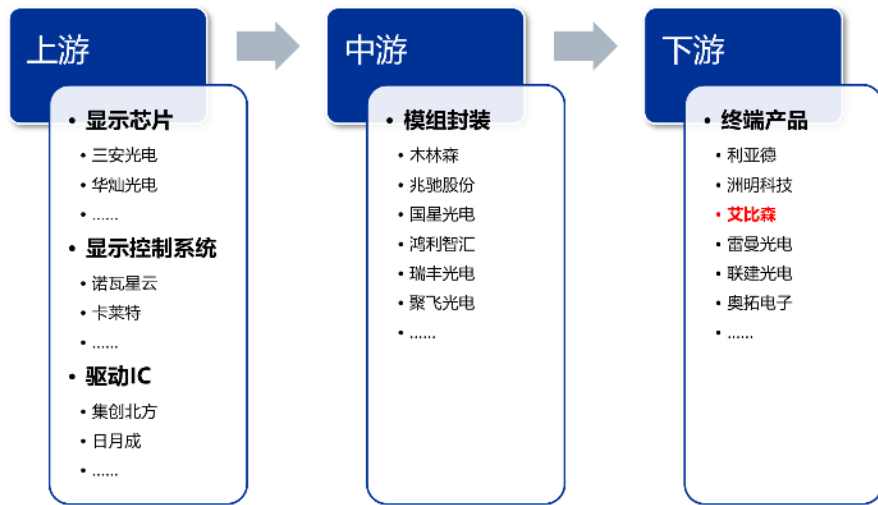 上游
• 显示芯片
• 三安光电
• 华灿光电
• ......
• 显示控制系统
• 诺瓦星云
• 卡莱特
• ......
• 驱动IC
• 集创北方
• 日月成
• ......
中游
• 模组封装
• 木林森
• 兆驰股份
• 国星光电
• 鸿利智汇
• 瑞丰光电
• 聚飞光电
• ......
下游
• 终端产品
• 利亚德
• 洲明科技
• 艾比森
• 雷曼光电
• 联建光电
• 奥拓电子
• ......